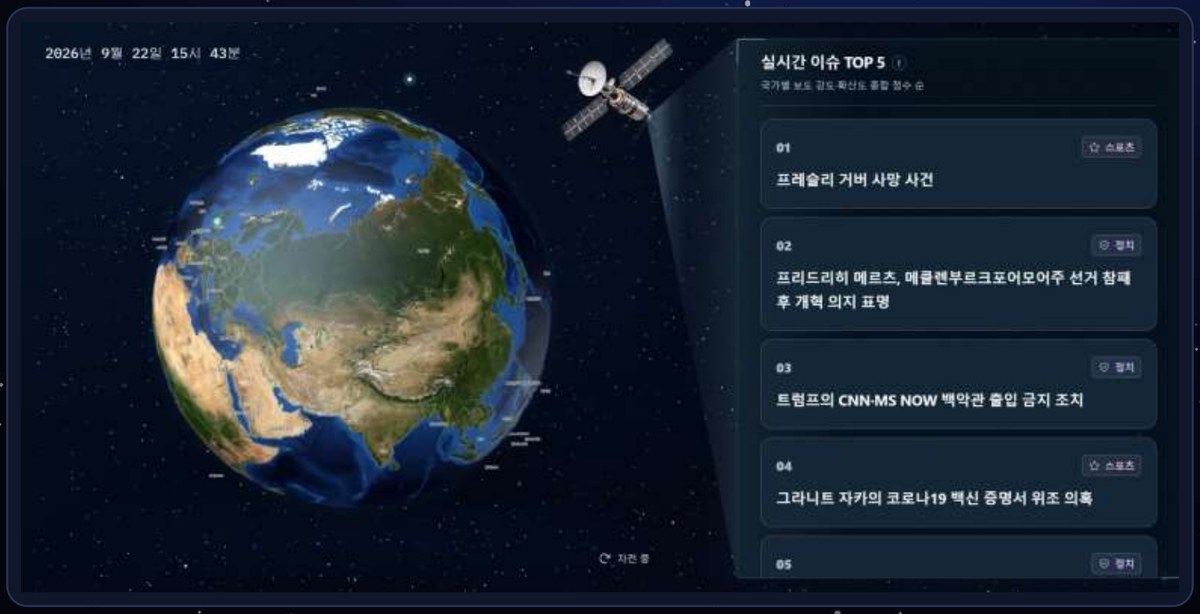 2026년 9월 22일 15시 43분
실시간 이슈 TOP 5
국가별 보도 강도·확산도 종합 점수 순
01
스포츠
프레슬리 거버 사망 사건
02
정치
프리드리히 메르츠, 메클렌부르크포어모어주 선거 참패
후 개혁 의지 표명
03
정치
트럼프의 CNN·MS NOW 백악관 출입 금지 조치
04
스포츠
그라니트 자카의 코로나19 백신 증명서 위조 의혹
05
정치
자전 중